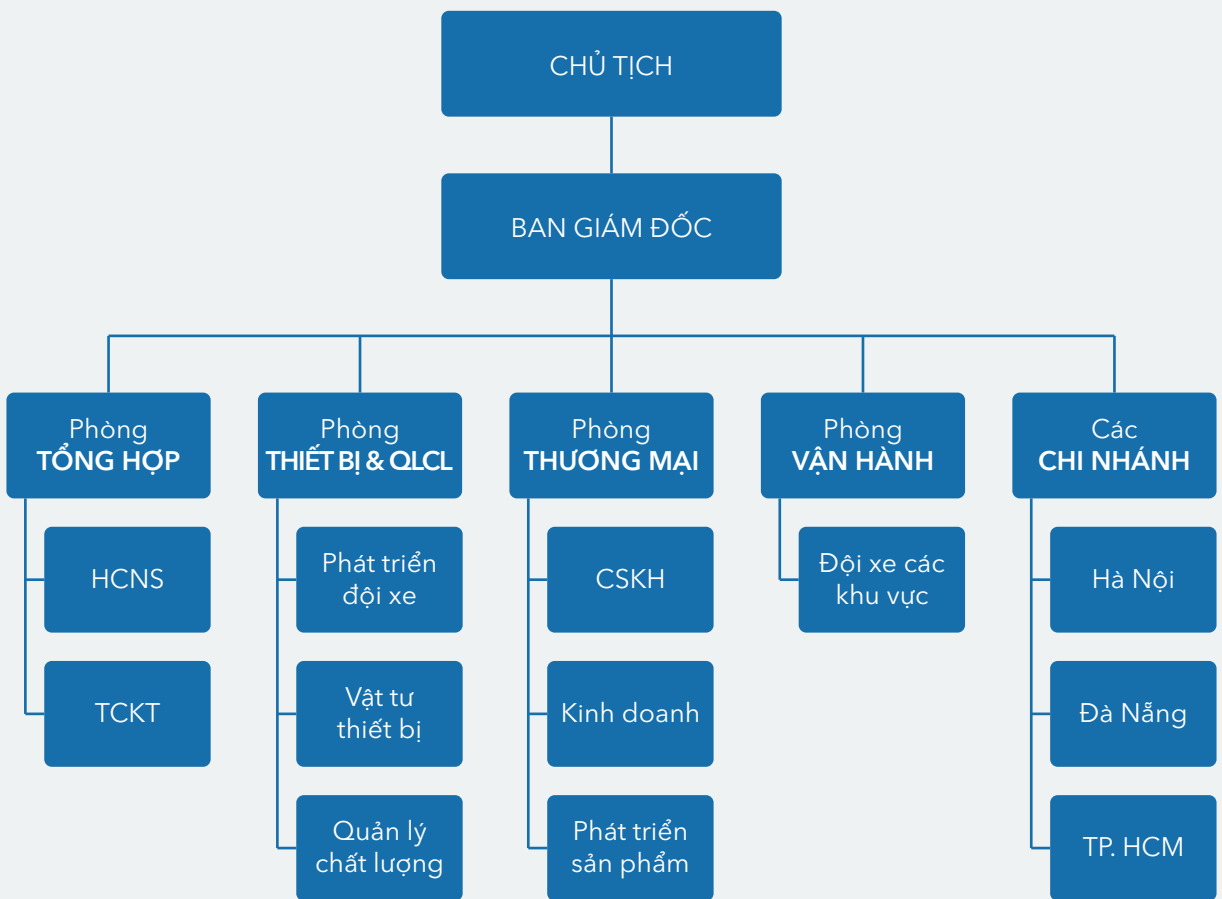 CHỦ TỊCH
BAN GIÁM ĐỐC
Phòng
TỔNG HỢP
HCNS
TCKT
Phòng
THIẾT BỊ & QLCL
Phát triển
đội xe
Vật tư
thiết bị
Quản lý
chất lượng
Phòng
THƯƠNG MẠI
CSKH
Kinh doanh
Phát triển
sản phẩm
Phòng
VẬN HÀNH
Đội xe các
khu vực
Các
CHI NHÁNH
Hà Nội
Đà Nẵng
TP. HCM